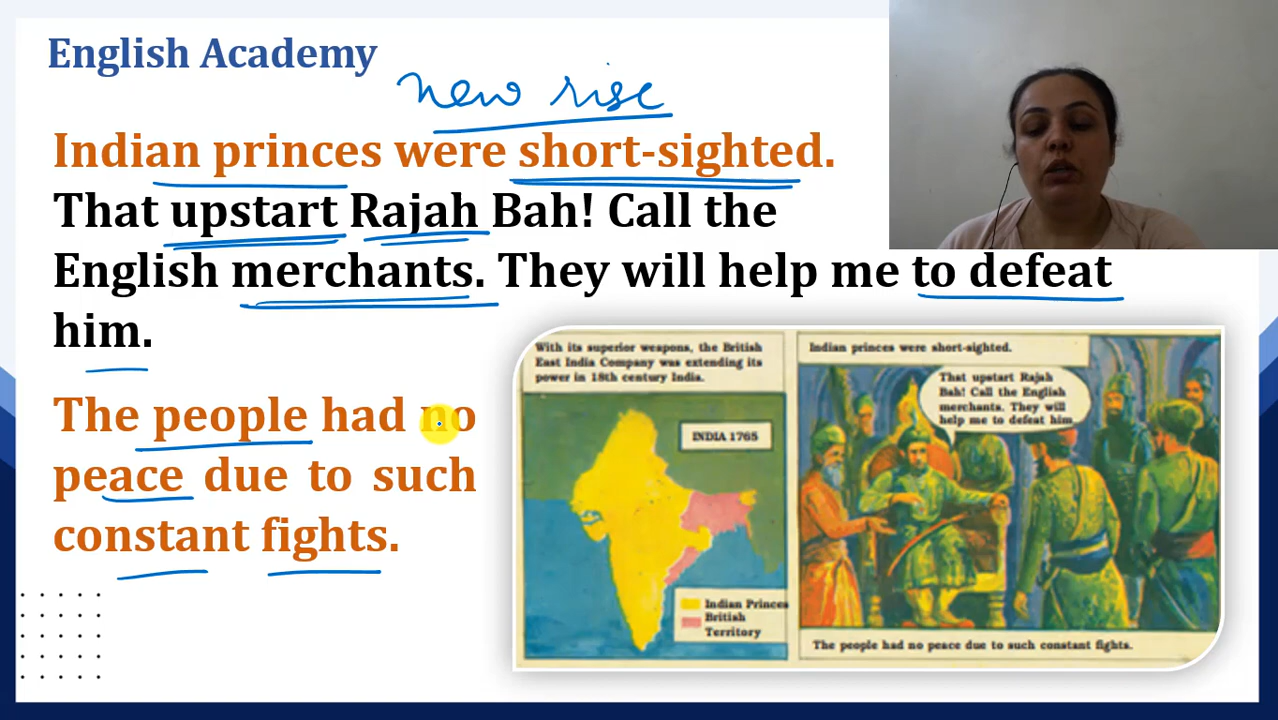 English Academy
new rise
Indian princes were short-sighted.
That upstart Rajah Bah! Call the
English merchants. They will help me to defeat
him.
The people had no
peace due to such
constant fights.
With its superior weapons, the British
East India Company was extending its
power in 18th century India.
INDIA 1765
Indian Princes
British
Territory
Indian princes were short-sighted.
That upstart Rajah
Bah! Call the English
merchants. They will
help me to defeat him.
The people had no peace due to such constant fights.